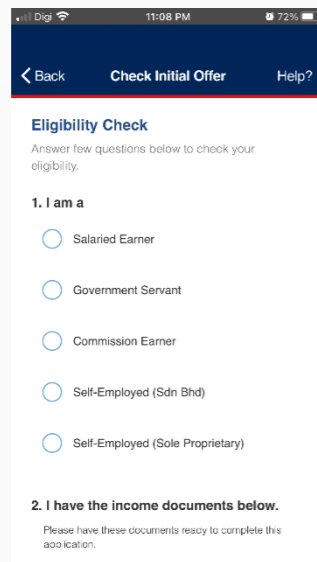 Digi 11:08 PM 72%
Back Check Initial Offer Help?
Eligibility Check
Answer few questions below to check your
eligibility.
1. I am a
Salaried Earner
Government Servant
Commission Earner
Self-Employed (Sdn Bhd)
Self-Employed (Sole Proprietary)
2. I have the income documents below.
Please have these documents ready to complete this
application.